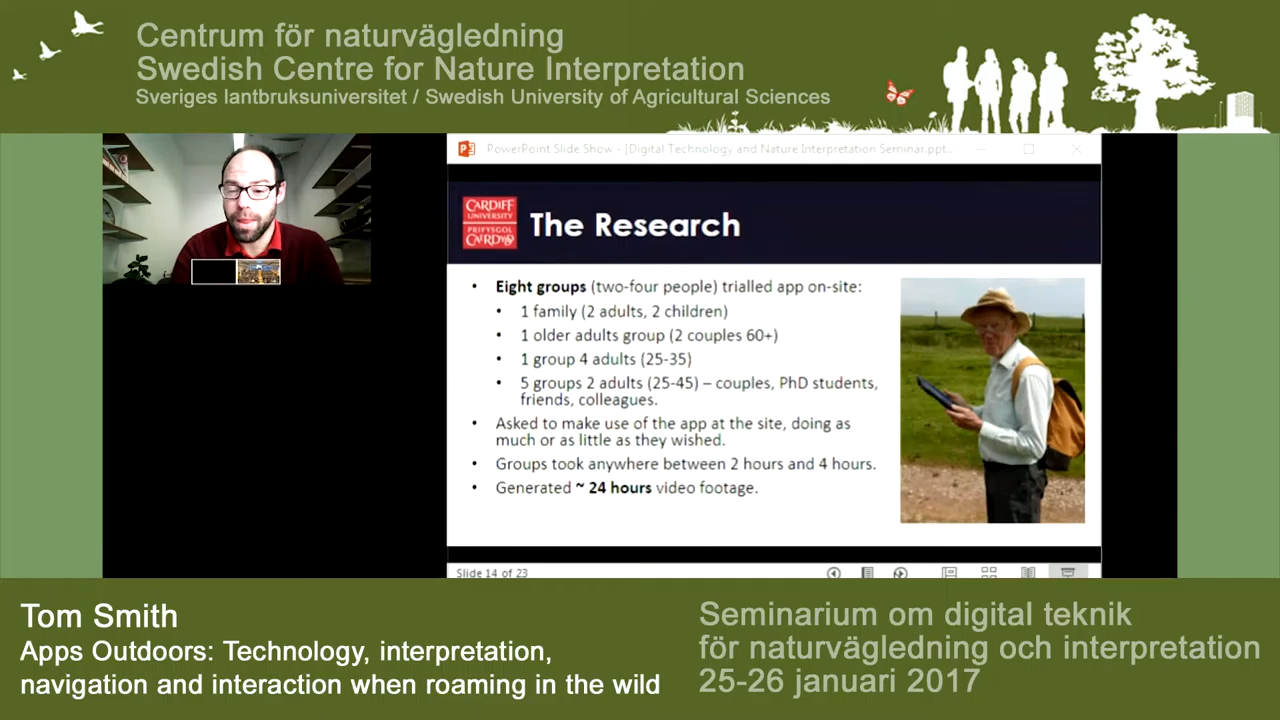 Centrum för naturvägledning
Swedish Centre for Nature Interpretation
Sveriges lantbruksuniversitet / Swedish University of Agricultural Sciences
PowerPoint Slide Show - [Digital Technology and Nature Interpretation Seminar.ppt...
CARDIFF
UNIVERSITY
PRIFYSGOL
CAERDYDD
The Research
• Eight groups (two-four people) trialled app on-site:
• 1 family (2 adults, 2 children)
• 1 older adults group (2 couples 60+)
• 1 group 4 adults (25-35)
• 5 groups 2 adults (25-45) – couples, PhD students,
friends, colleagues.
• Asked to make use of the app at the site, doing as
much or as little as they wished.
• Groups took anywhere between 2 hours and 4 hours.
• Generated ~ 24 hours video footage.
Slide 14 of 23
Tom Smith
Apps Outdoors: Technology, interpretation,
navigation and interaction when roaming in the wild
Seminarium om digital teknik
för naturvägledning och interpretation
25-26 januari 2017